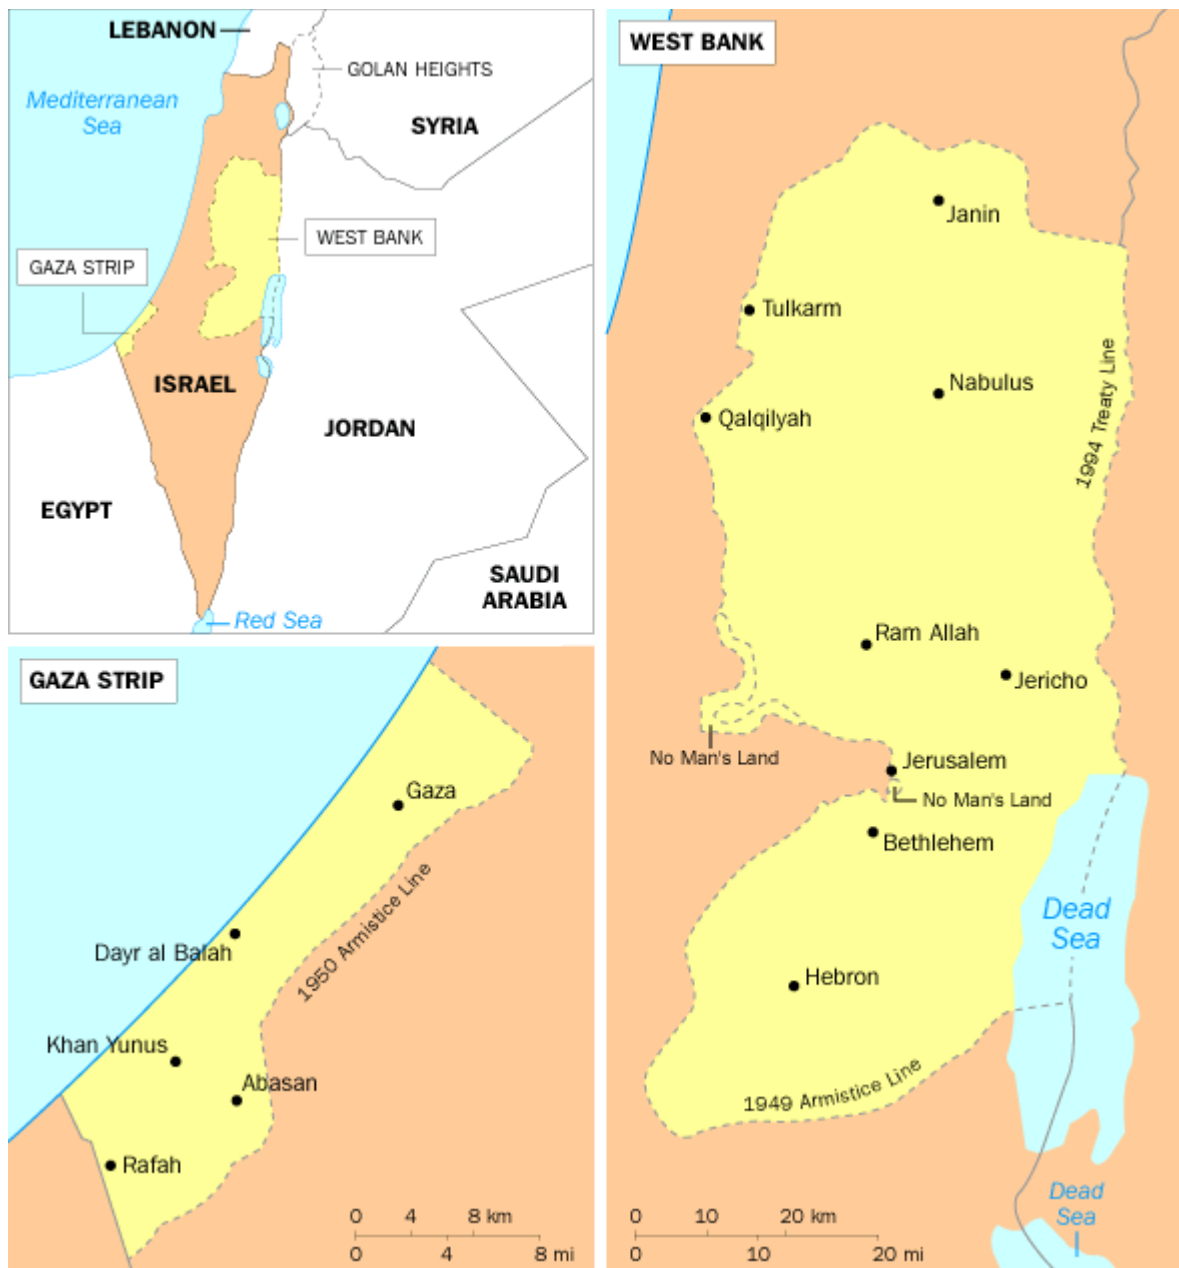 LEBANON
GOLAN HEIGHTS
Mediterranean
Sea
SYRIA
WEST BANK
GAZA STRIP
ISRAEL
JORDAN
EGYPT
SAUDI
ARABIA
Red Sea
GAZA STRIP
Gaza
1950 Armistice Line
Dayr al Balah
Khan Yunus
Abasan
Rafah
0 4 8 km
0 4 8 mi
WEST BANK
Janin
Tulkarm
1994 Treaty Line
Nabulus
Qalqilyah
Ram Allah
Jericho
No Man's Land
Jerusalem
No Man's Land
Bethlehem
Dead
Sea
Hebron
1949 Armistice Line
Dead
Sea
0 10 20 km
0 10 20 mi